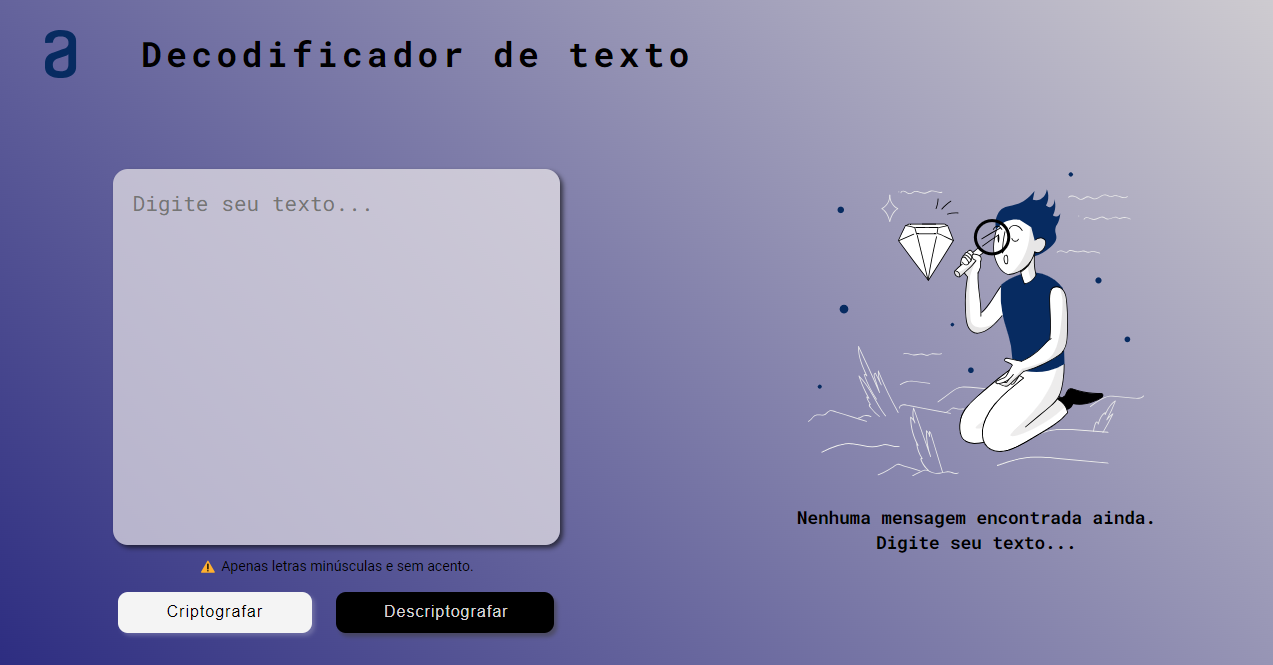 a
Decodificador de texto
Digite seu texto...
⚠️ Apenas letras minúsculas e sem acento.
Criptografar
Descriptografar
Nenhuma mensagem encontrada ainda.
Digite seu texto...